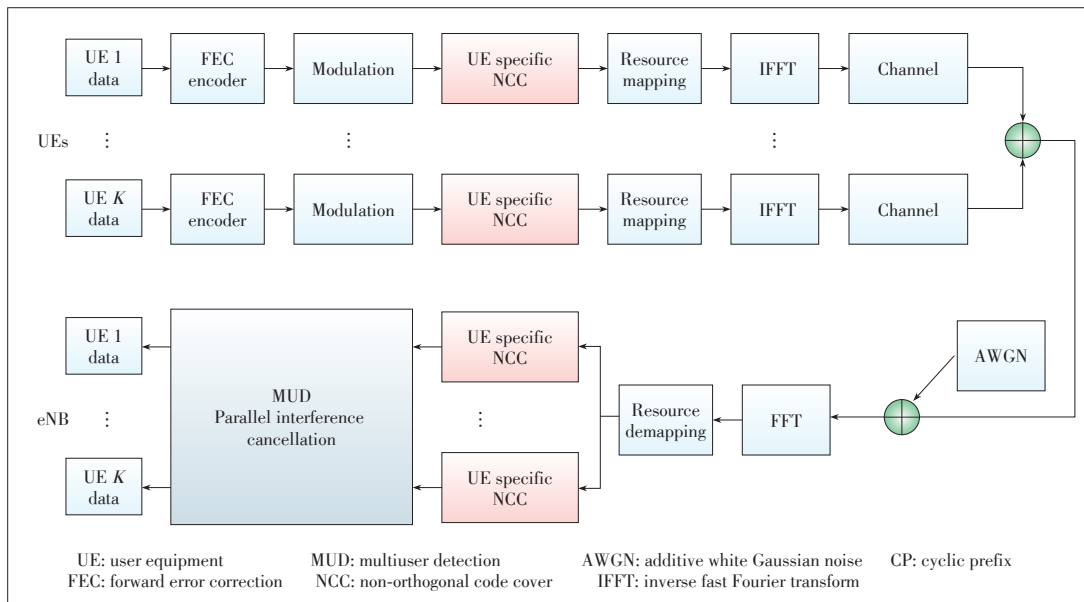 UE 1
data
FEC
encoder
Modulation
UE specific
NCC
Resource
mapping
IFFT
Channel
UEs
⋮
⋮
⋮
UE K
data
FEC
encoder
Modulation
UE specific
NCC
Resource
mapping
IFFT
Channel
UE 1
data
MUD
Parallel interference
cancellation
UE specific
NCC
Resource
demapping
FFT
AWGN
eNB
⋮
⋮
UE K
data
UE specific
NCC
UE: user equipment
MUD: multiuser detection
AWGN: additive white Gaussian noise
CP: cyclic prefix
FEC: forward error correction
NCC: non-orthogonal code cover
IFFT: inverse fast Fourier transform